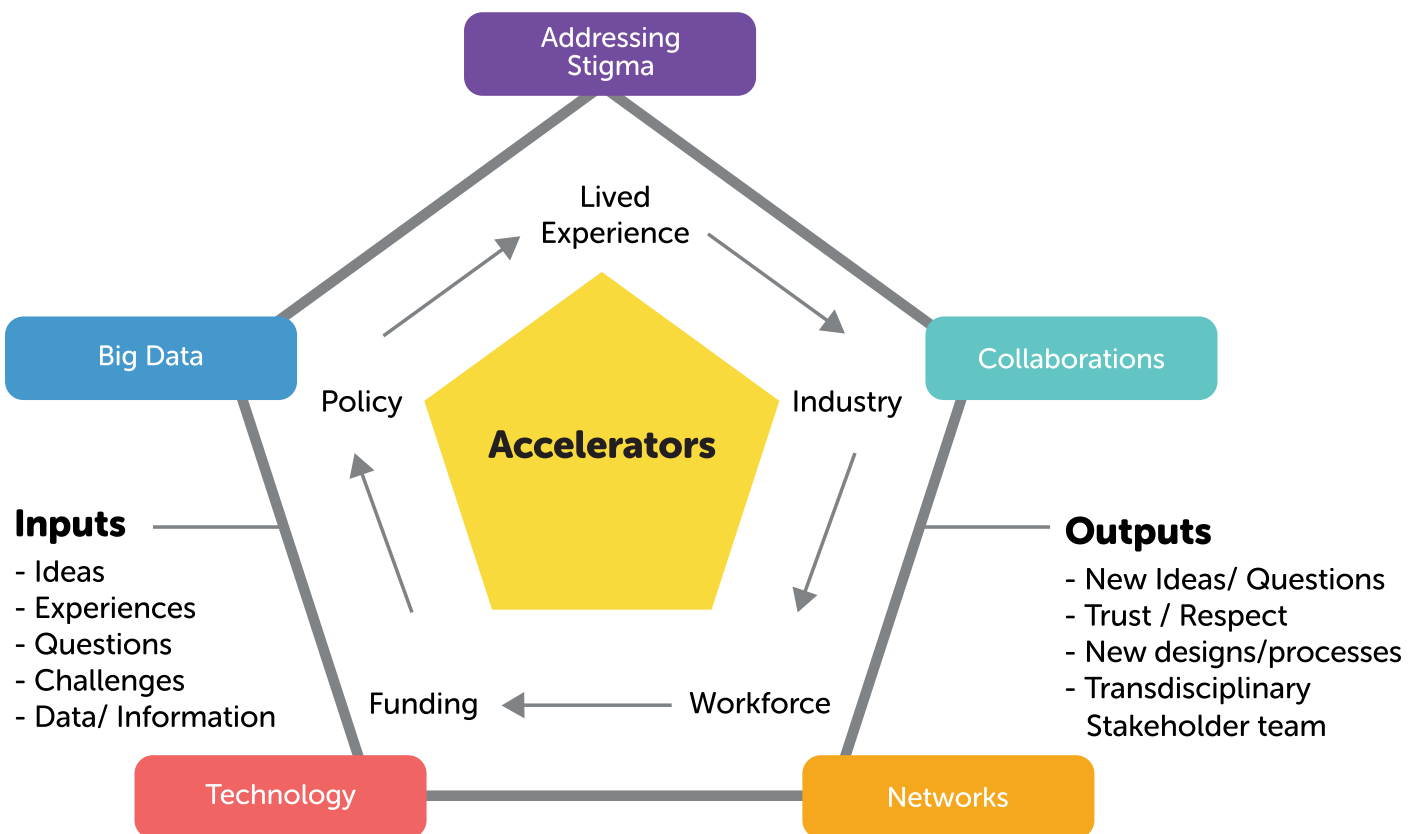 Addressing
Stigma
Lived
Experience
Big Data
Collaborations
Policy
Industry
Accelerators
Inputs
- Ideas
- Experiences
- Questions
- Challenges
- Data/ Information
Outputs
- New Ideas/ Questions
- Trust / Respect
- New designs/processes
- Transdisciplinary
Stakeholder team
Funding
Workforce
Technology
Networks